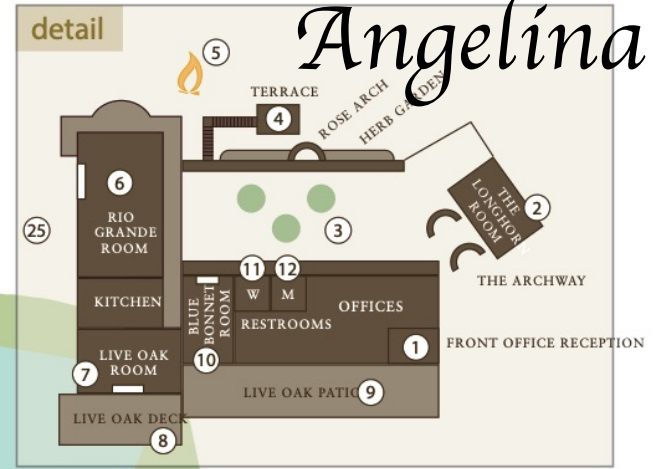 detail
Angelina
5
TERRACE
4
ROSE ARCH
HERB GARDEN
6
RIO
GRANDE
ROOM
25
3
THE
LONGHOR
ROOM
2
THE ARCHWAY
KITCHEN
11
12
W
M
BLUE
BONNET
ROOM
RESTROOMS
OFFICES
10
1
FRONT OFFICE RECEPTION
LIVE OAK
ROOM
7
LIVE OAK PATIO
9
LIVE OAK DECK
8